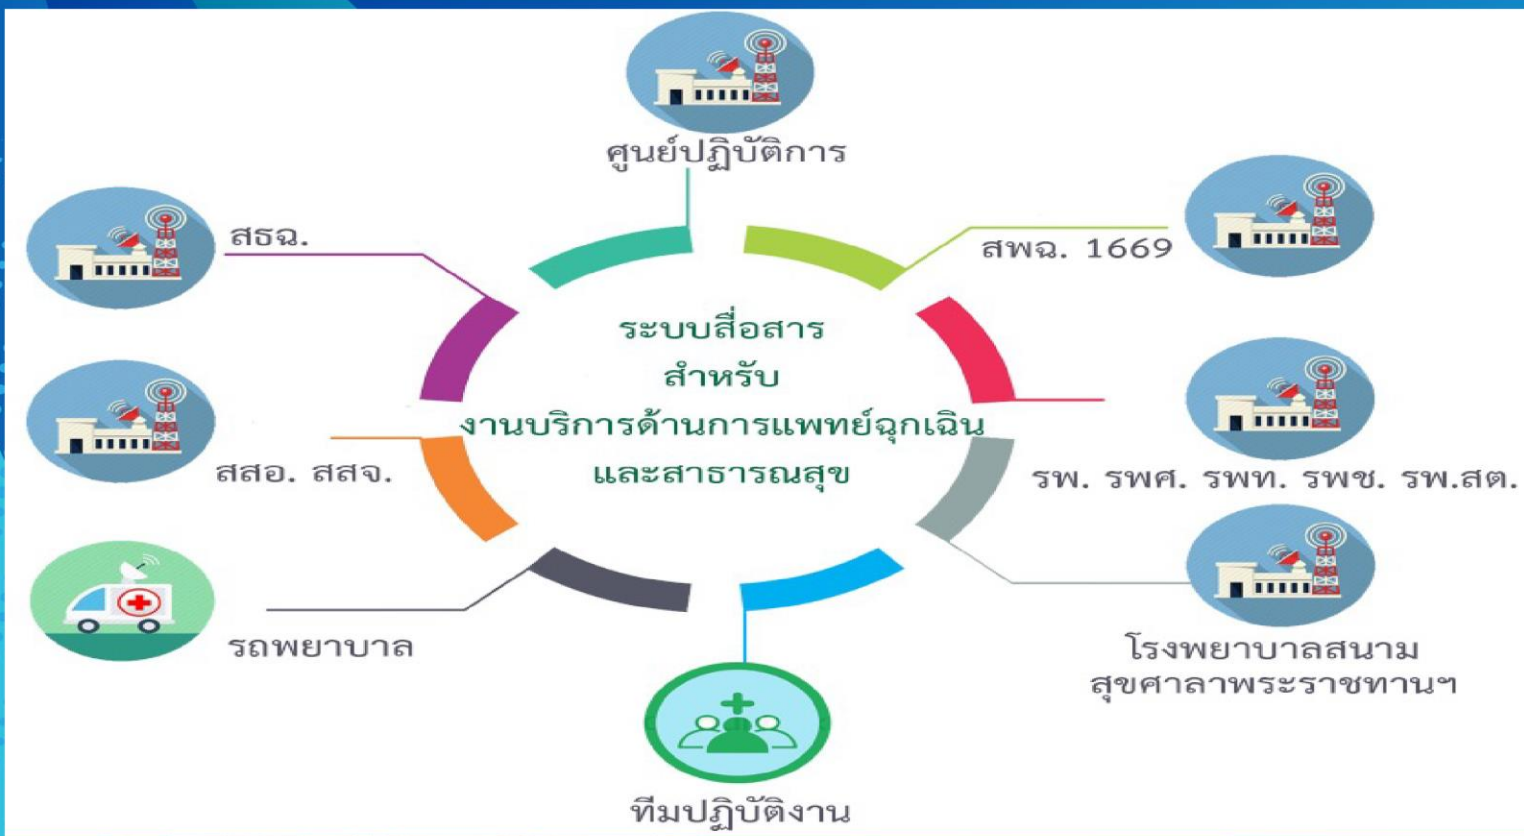 ศูนย์ปฏิบัติการ
สธฉ.
สพฉ. 1669
ระบบสื่อสาร
สำหรับ
งานบริการด้านการแพทย์ฉุกเฉิน
และสาธารณสุข
สสอ. สสจ.
รพ. รพศ. รพท. รพช. รพ.สต.
รถพยาบาล
โรงพยาบาลสนาม
สุขศาลาพระราชทานฯ
ทีมปฏิบัติงาน